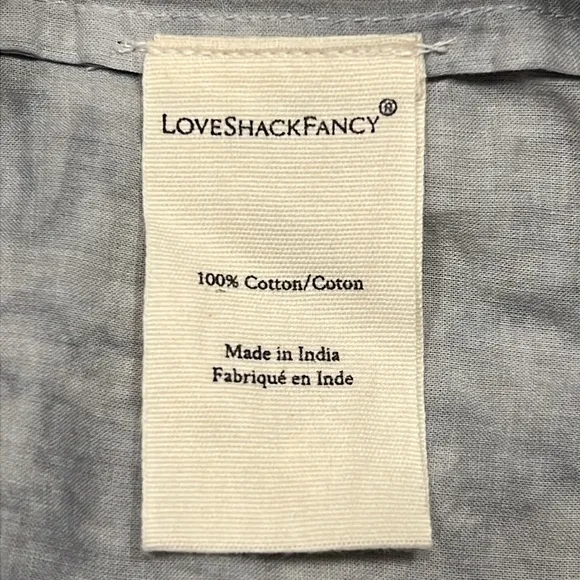 LOVESHACKFANCY®
100% Cotton/Coton
Made in India
Fabriqué en Inde